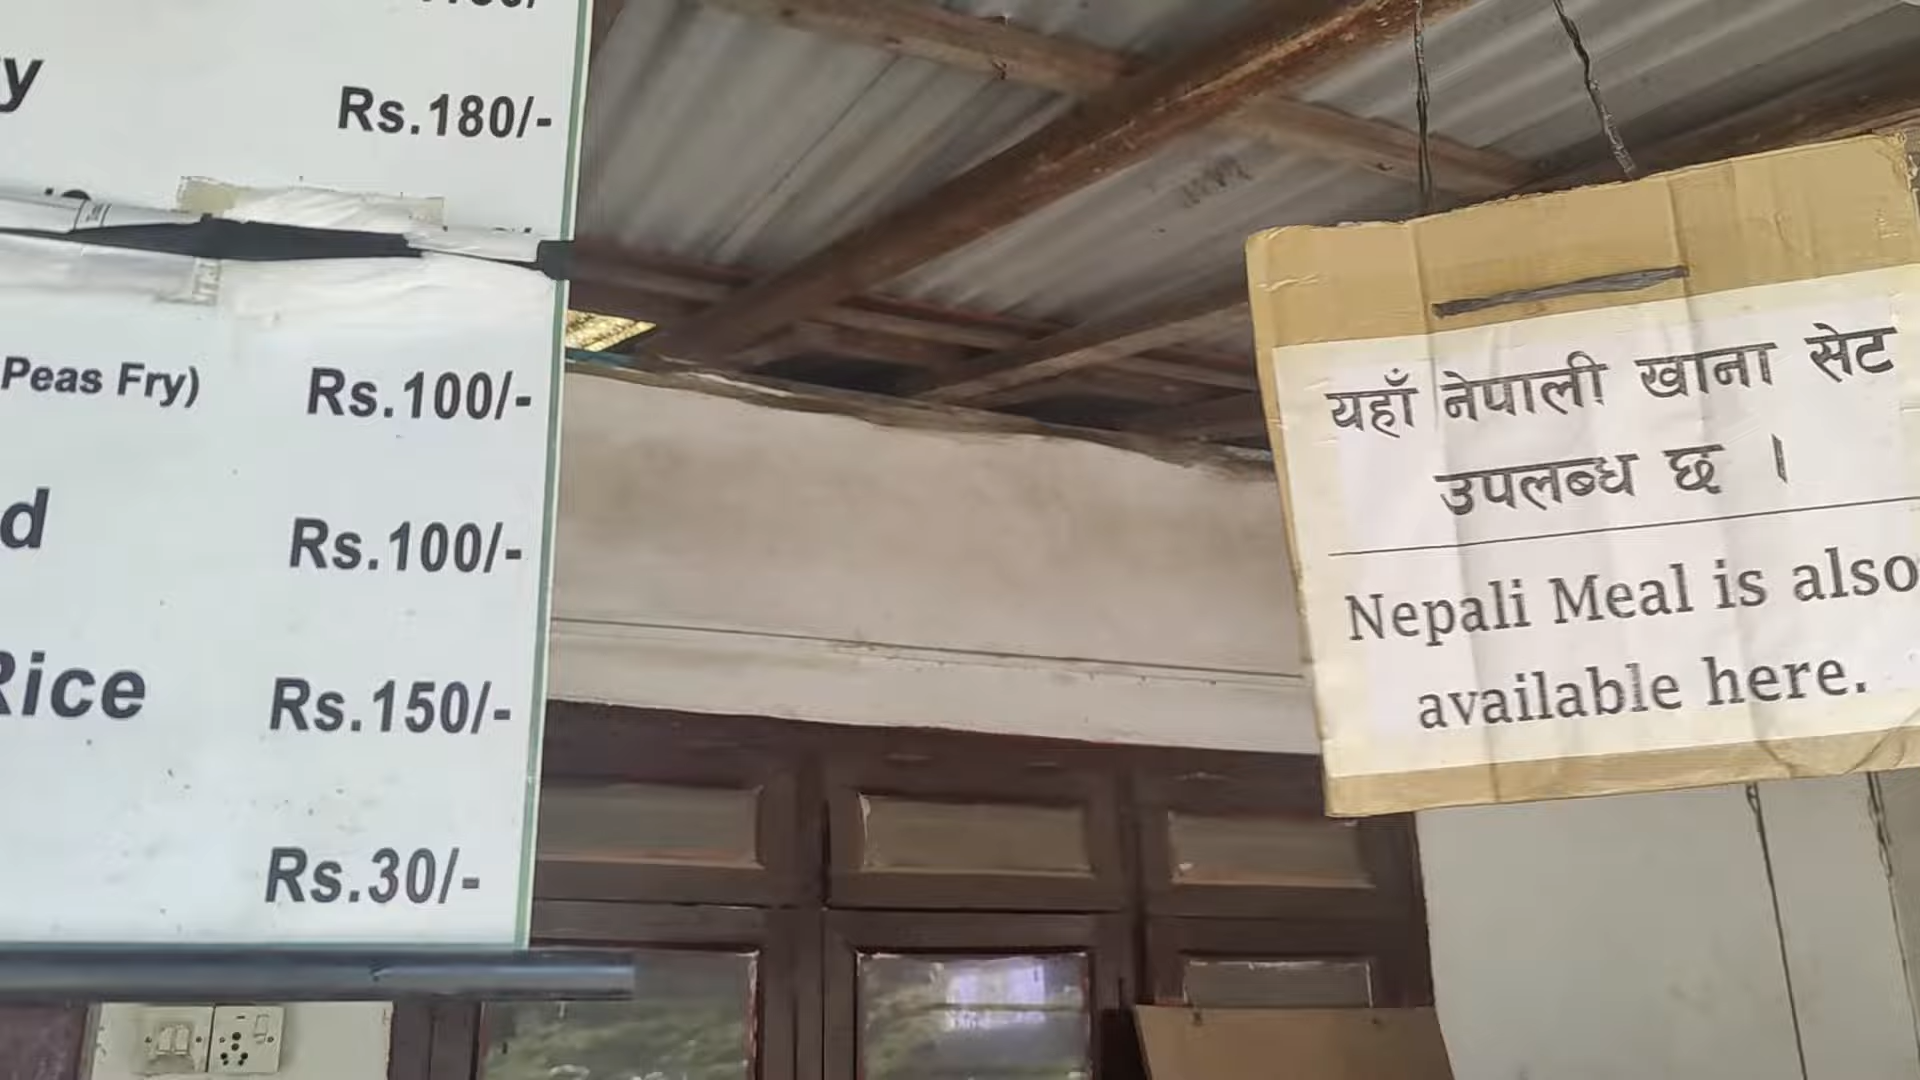 Rs.180/-
Peas Fry) Rs.100/-
Rs.100/-
Rice Rs.150/-
Rs.30/-
यहाँ नेपाली खाना सेट
उपलब्ध छ ।
Nepali Meal is also
available here.